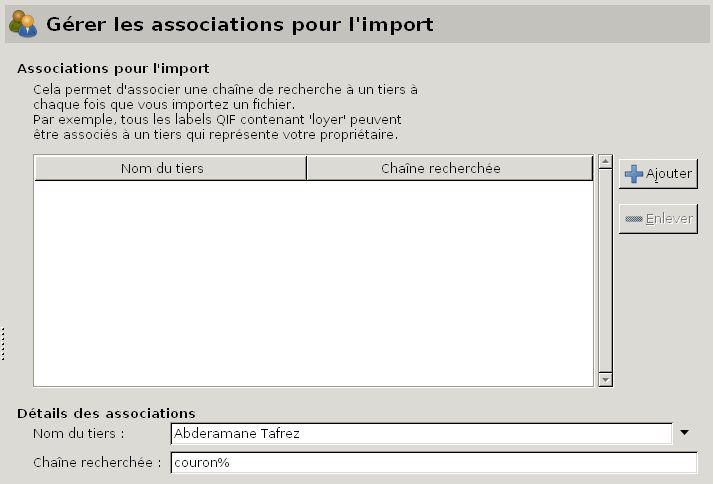 Gérer les associations pour l'import
Associations pour l'import
Cela permet d'associer une chaîne de recherche à un tiers à
chaque fois que vous importez un fichier.
Par exemple, tous les labels QIF contenant 'loyer' peuvent
être associés à un tiers qui représente votre propriétaire.
Nom du tiers Chaîne recherchée
Ajouter
Enlever
Détails des associations
Nom du tiers : Abderamane Tafrez
Chaîne recherchée : couron%